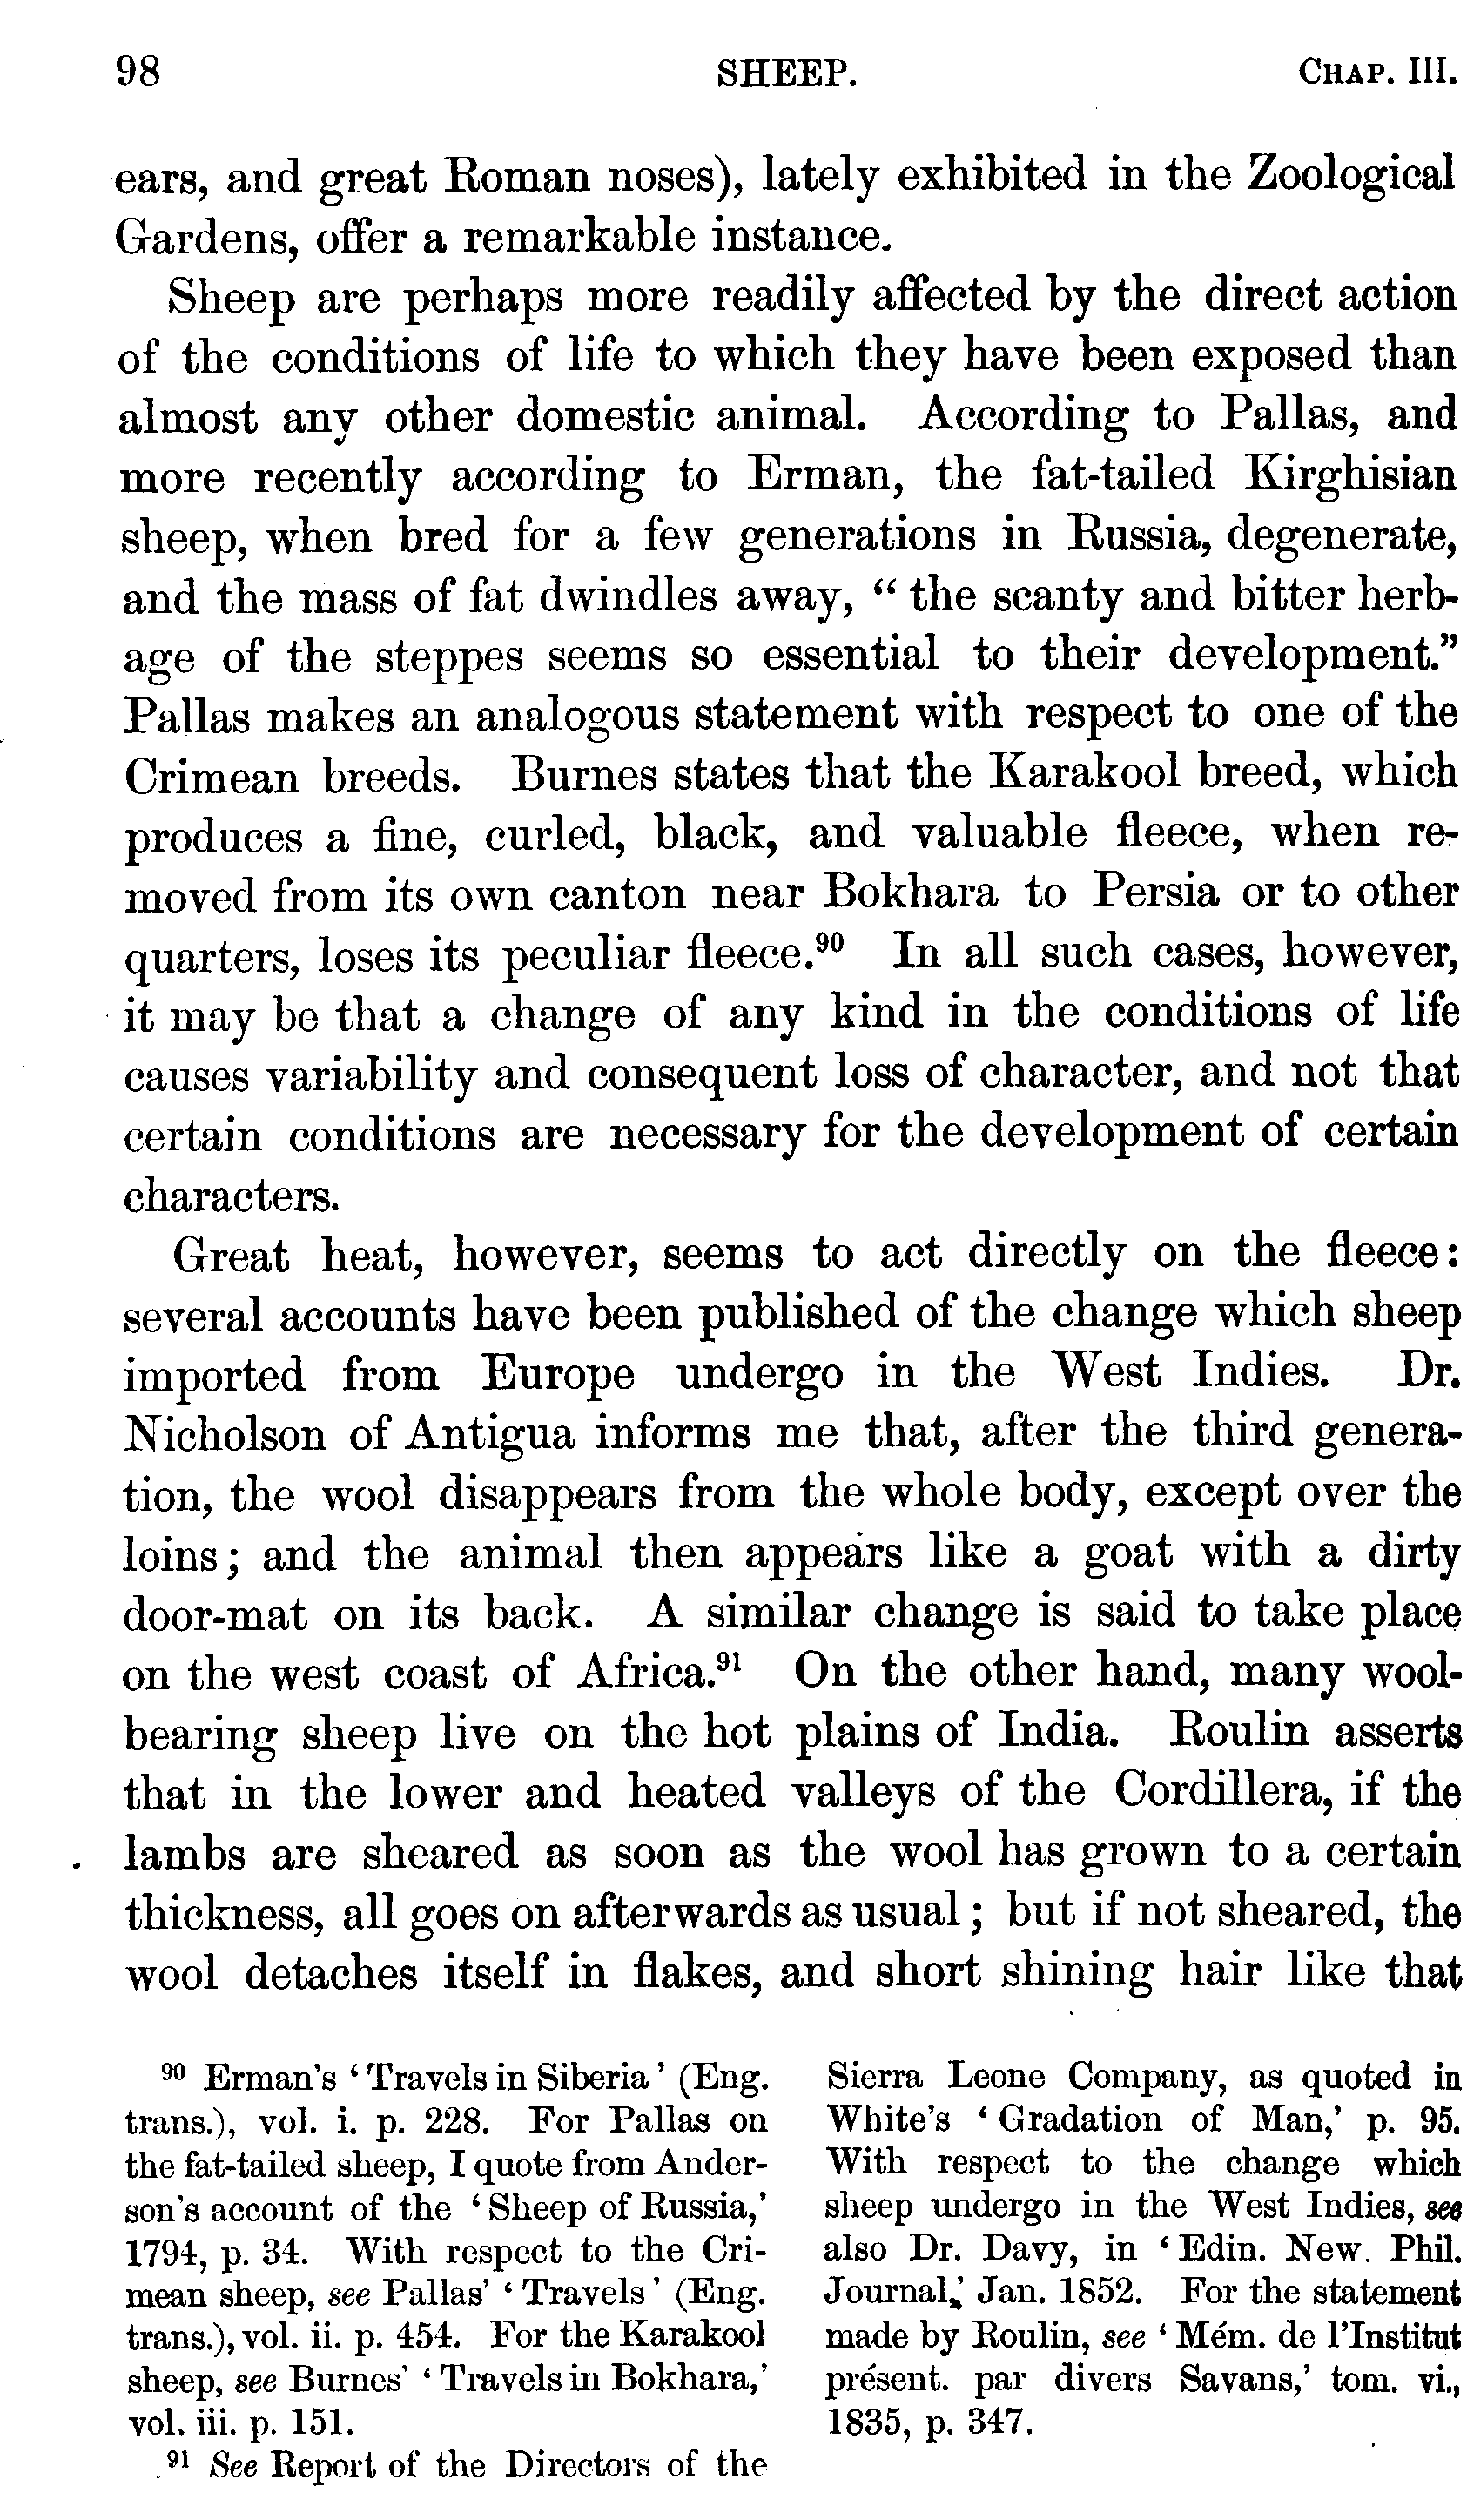 98 SHEEP. CHAP. III.
ears, and great Roman noses), lately exhibited in the Zoological
Gardens, offer a remarkable instance.
Sheep are perhaps more readily affected by the direct action
of the conditions of life to which they have been exposed than
almost any other domestic animal. According to Pallas, and
more recently according to Erman, the fat-tailed Kirghisian
sheep, when bred for a few generations in Russia, degenerate,
and the mass of fat dwindles away, “ the scanty and bitter herb-
age of the steppes seems so essential to their development.”
Pallas makes an analogous statement with respect to one of the
Crimean breeds. Burnes states that the Karakool breed, which
produces a fine, curled, black, and valuable fleece, when re-
moved from its own canton near Bokhara to Persia or to other
quarters, loses its peculiar fleece.⁹⁰ In all such cases, however,
it may be that a change of any kind in the conditions of life
causes variability and consequent loss of character, and not that
certain conditions are necessary for the development of certain
characters.
Great heat, however, seems to act directly on the fleece:
several accounts have been published of the change which sheep
imported from Europe undergo in the West Indies. Dr.
Nicholson of Antigua informs me that, after the third genera-
tion, the wool disappears from the whole body, except over the
loins; and the animal then appears like a goat with a dirty
door-mat on its back. A similar change is said to take place
on the west coast of Africa.⁹¹ On the other hand, many wool-
bearing sheep live on the hot plains of India. Roulin asserts
that in the lower and heated valleys of the Cordillera, if the
lambs are sheared as soon as the wool has grown to a certain
thickness, all goes on afterwards as usual; but if not sheared, the
wool detaches itself in flakes, and short shining hair like that
⁹⁰ Erman's ‘Travels in Siberia’ (Eng.
trans.), vol. i. p. 228. For Pallas on
the fat-tailed sheep, I quote from Ander-
son's account of the ‘Sheep of Russia,’
1794, p. 34. With respect to the Cri-
mean sheep, see Pallas' ‘Travels’ (Eng.
trans.), vol. ii. p. 454. For the Karakool
sheep, see Burnes' ‘Travels in Bokhara,’
vol. iii. p. 151.
⁹¹ See Report of the Directors of the
Sierra Leone Company, as quoted in
White's ‘Gradation of Man,’ p. 95.
With respect to the change which
sheep undergo in the West Indies, see
also Dr. Davy, in ‘Edin. New. Phil.
Journal,’ Jan. 1852. For the statement
made by Roulin, see ‘Mém. de l'Institut
présent. par divers Savans,’ tom. vi.,
1835, p. 347.